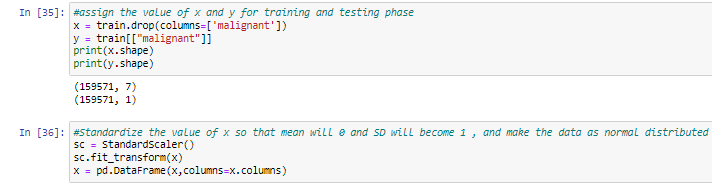 In [35]: #assign the value of x and y for training and testing phase
x = train.drop(columns=['malignant'])
y = train[["malignant"]]
print(x.shape)
print(y.shape)
(159571, 7)
(159571, 1)
In [36]: #Standardize the value of x so that mean will 0 and SD will become 1 , and make the data as normal distributed
sc = StandardScaler()
sc.fit_transform(x)
x = pd.DataFrame(x,columns=x.columns)